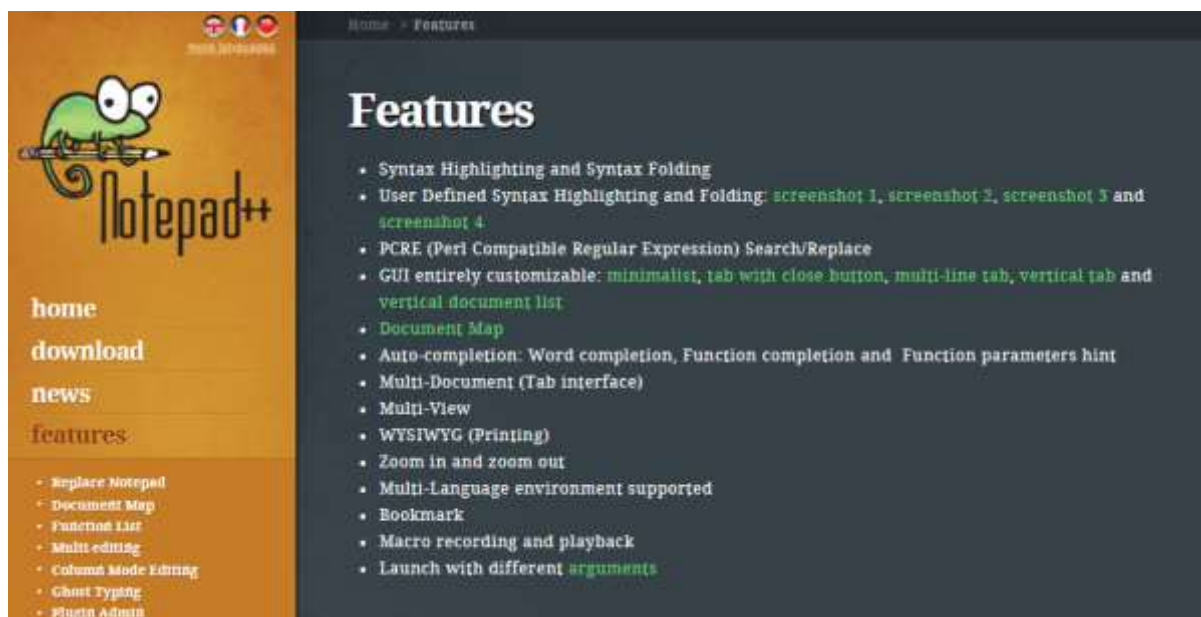 more languages
Notepad++
home
download
news
features
Replace Notepad
Document Map
Function List
Multi editing
Column Mode Editing
Ghost Typing
Plugin Admin
Home > Features
Features
Syntax Highlighting and Syntax Folding
User Defined Syntax Highlighting and Folding: screenshot 1, screenshot 2, screenshot 3 and
screenshot 4
PCRE (Perl Compatible Regular Expression) Search/Replace
GUI entirely customizable: minimalist, tab with close button, multi-line tab, vertical tab and
vertical document list
Document Map
Auto-completion: Word completion, Function completion and Function parameters hint
Multi-Document (Tab interface)
Multi-View
WYSIWYG (Printing)
Zoom in and zoom out
Multi-Language environment supported
Bookmark
Macro recording and playback
Launch with different arguments